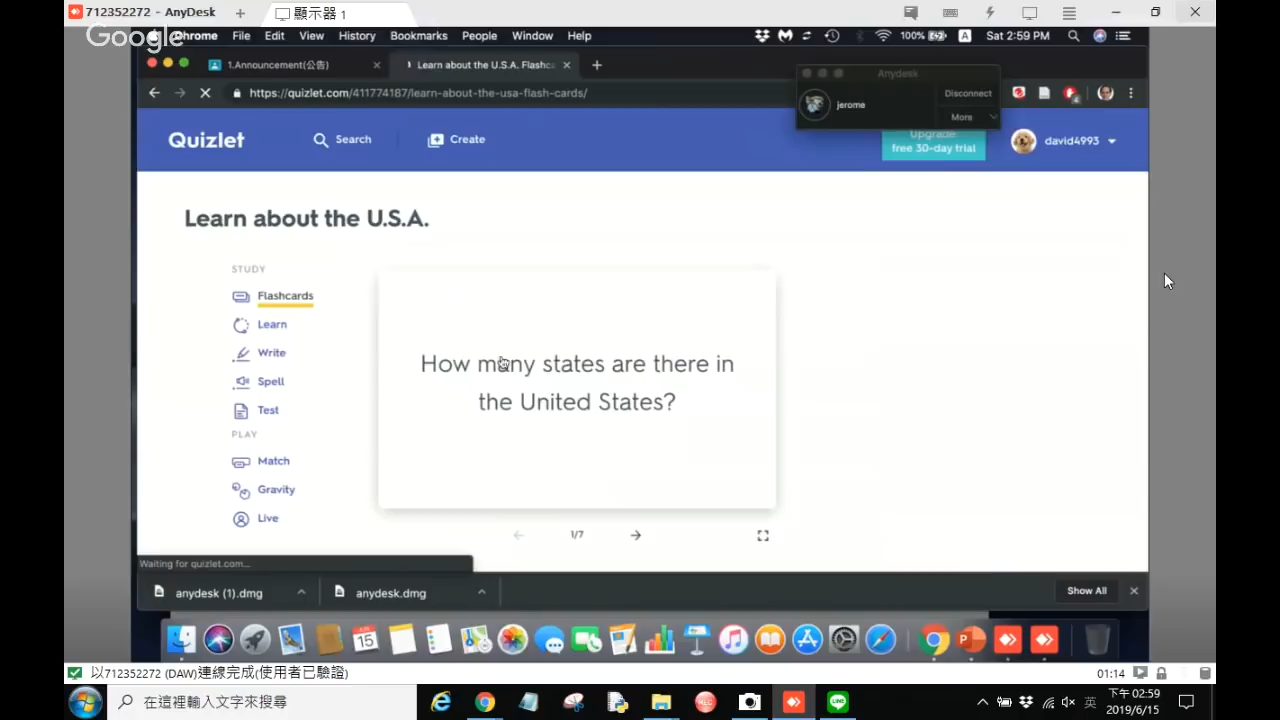 712352272 - AnyDesk
顯示器 1
Google
Chrome File Edit View History Bookmarks People Window Help
100%
A
Sat 2:59 PM
1.Announcement(公告)
Learn about the U.S.A. Flashc
Anydesk
https://quizlet.com/411774187/learn-about-the-usa-flash-cards/
jerome
Disconnect
More
Quizlet
Search
Create
Upgrade:
free 30-day trial
david4993
Learn about the U.S.A.
STUDY
Flashcards
Learn
Write
Spell
Test
PLAY
Match
Gravity
Live
How many states are there in
the United States?
1/7
Waiting for quizlet.com...
anydesk (1).dmg
anydesk.dmg
Show All
15
以712352272 (DAW)連線完成(使用者已驗證)
01:14
在這裡輸入文字來搜尋
REC
LINE
英
下午 02:59
2019/6/15